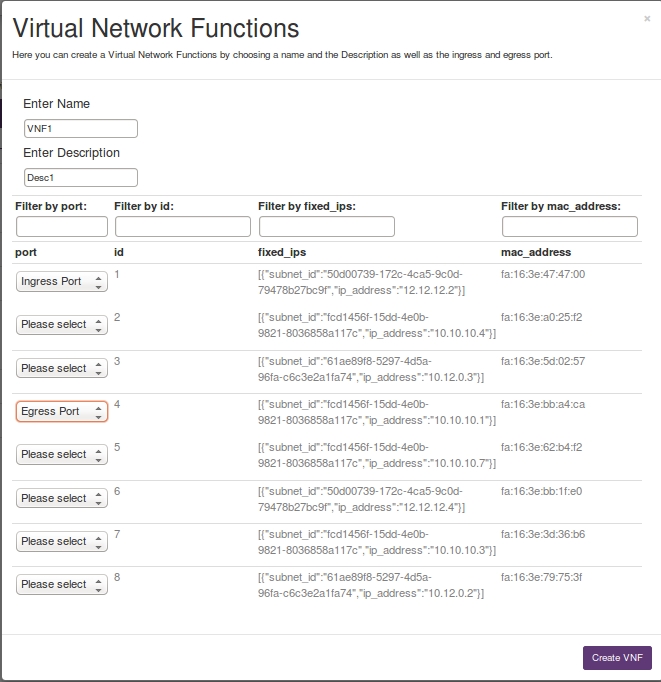 Virtual Network Functions
×
Here you can create a Virtual Network Functions by choosing a name and the Description as well as the ingress and egress port.
Enter Name
VNF1
Enter Description
Desc1
Filter by port: Filter by id: Filter by fixed_ips: Filter by mac_address:
port id fixed_ips mac_address
Ingress Port 1 [{"subnet_id":"50d00739-172c-4ca5-9c0d- fa:16:3e:47:47:00
79478b27bc9f","ip_address":"12.12.12.2"}]
Please select 2 [{"subnet_id":"fcd1456f-15dd-4e0b- fa:16:3e:a0:25:f2
9821-8036858a117c","ip_address":"10.10.10.4"}]
Please select 3 [{"subnet_id":"61ae89f8-5297-4d5a- fa:16:3e:5d:02:57
96fa-c6c3e2a1fa74","ip_address":"10.12.0.3"}]
Egress Port 4 [{"subnet_id":"fcd1456f-15dd-4e0b- fa:16:3e:bb:a4:ca
9821-8036858a117c","ip_address":"10.10.10.1"}]
Please select 5 [{"subnet_id":"fcd1456f-15dd-4e0b- fa:16:3e:62:b4:f2
9821-8036858a117c","ip_address":"10.10.10.7"}]
Please select 6 [{"subnet_id":"50d00739-172c-4ca5-9c0d- fa:16:3e:bb:1f:e0
79478b27bc9f","ip_address":"12.12.12.4"}]
Please select 7 [{"subnet_id":"fcd1456f-15dd-4e0b- fa:16:3e:3d:36:b6
9821-8036858a117c","ip_address":"10.10.10.3"}]
Please select 8 [{"subnet_id":"61ae89f8-5297-4d5a- fa:16:3e:79:75:3f
96fa-c6c3e2a1fa74","ip_address":"10.12.0.2"}]
Create VNF